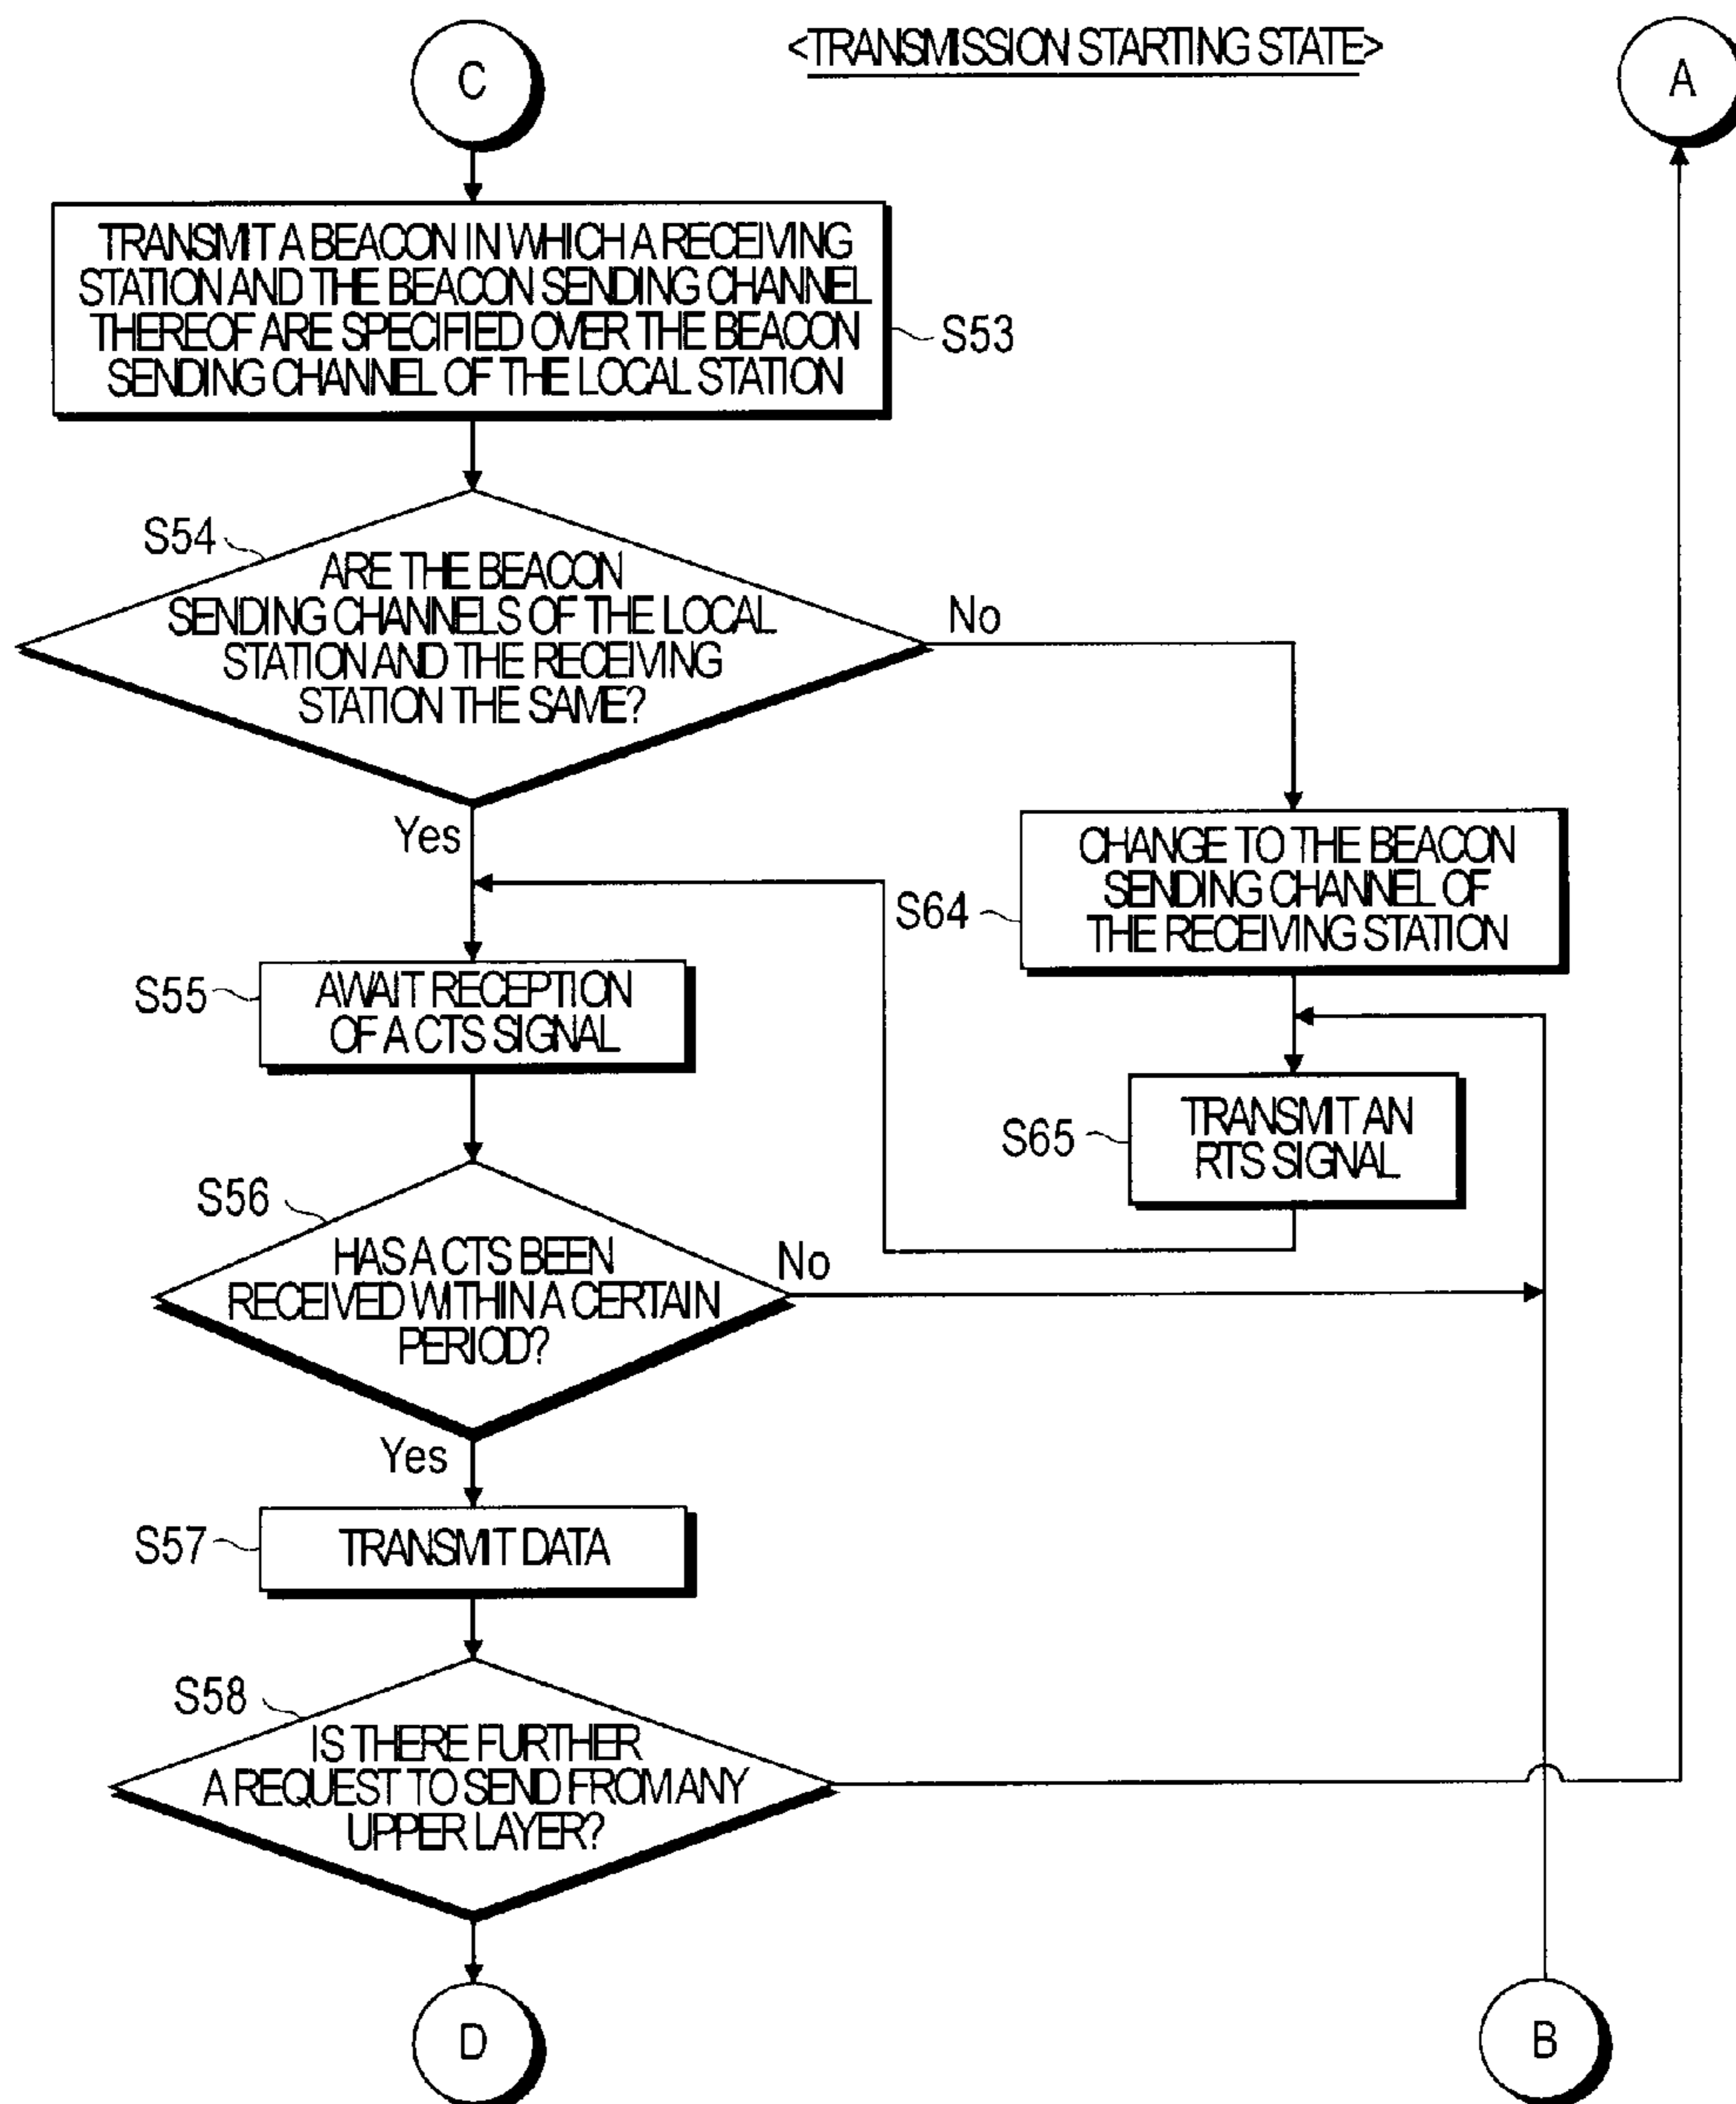 C
<TRANSMISSION STARTING STATE>
A
TRANSMIT A BEACON IN WHICH A RECEIVING
STATION AND THE BEACON SENDING CHANNEL
THEREOF ARE SPECIFIED OVER THE BEACON
SENDING CHANNEL OF THE LOCAL STATION
S53
S54
ARE THE BEACON
SENDING CHANNELS OF THE LOCAL
STATION AND THE RECEIVING
STATION THE SAME?
No
Yes
CHANGE TO THE BEACON
SENDING CHANNEL OF
THE RECEIVING STATION
S64
S55
AWAIT RECEPTION
OF A CTS SIGNAL
S65
TRANSMIT AN
RTS SIGNAL
S56
HAS A CTS BEEN
RECEIVED WITHIN A CERTAIN
PERIOD?
No
Yes
S57
TRANSMIT DATA
S58
IS THERE FURTHER
A REQUEST TO SEND FROM ANY
UPPER LAYER?
D
B